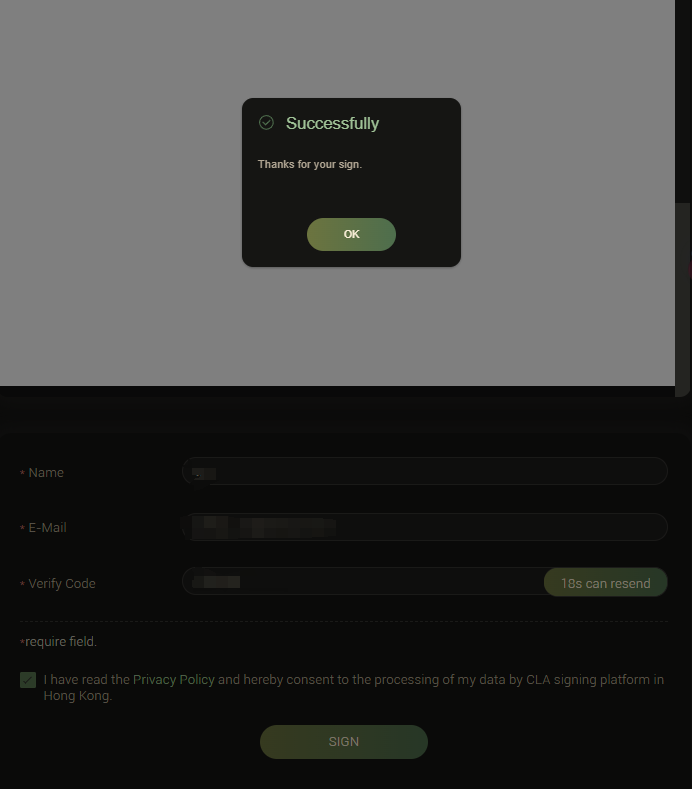 Successfully
Thanks for your sign.
OK
* Name
* E-Mail
* Verify Code
18s can resend
*require field.
I have read the Privacy Policy and hereby consent to the processing of my data by CLA signing platform in
Hong Kong.
SIGN